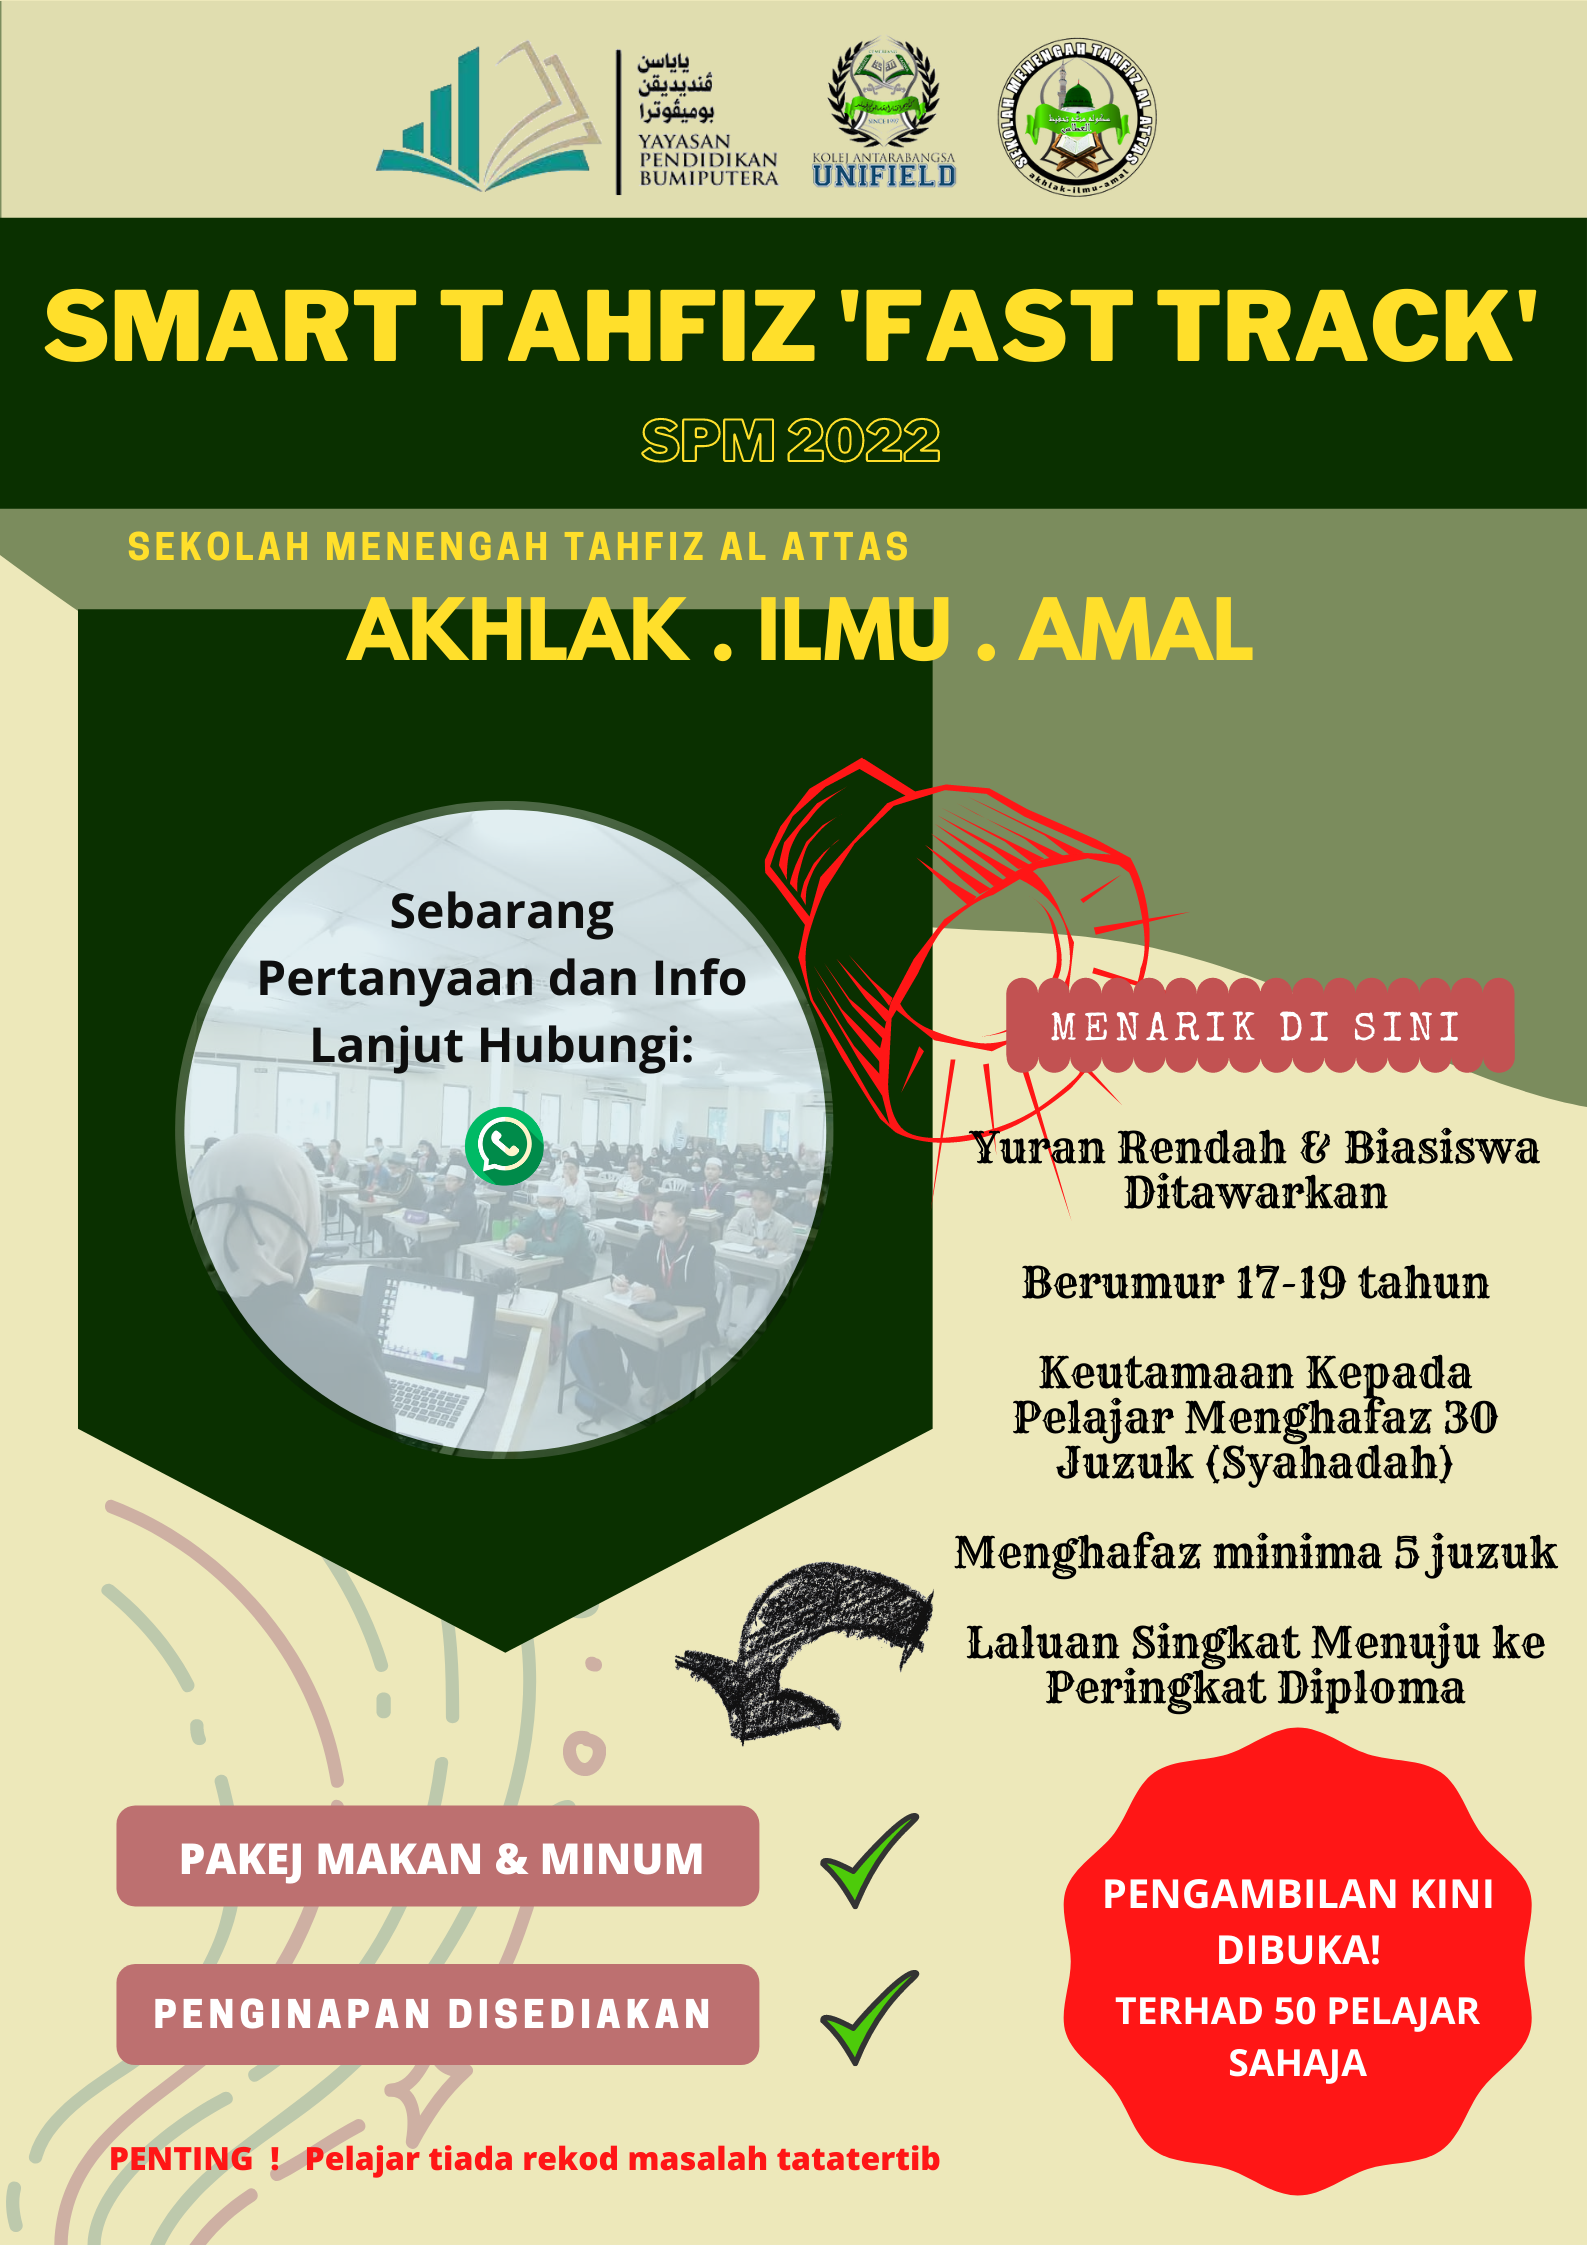 ياياسن
ڤنديديقن
بوميڤوترا
YAYASAN
PENDIDIKAN
BUMIPUTERA
SINCE 1997
KOLEJ ANTARABANGSA
UNIFIELD
SEKOLAH MENENGAH TAHFIZ AL ATTAS
akhlak-ilmu-amal
SMART TAHFIZ 'FAST TRACK'
SPM 2022
SEKOLAH MENENGAH TAHFIZ AL ATTAS
AKHLAK . ILMU . AMAL
Sebarang
Pertanyaan dan Info
Lanjut Hubungi:
MENARIK DI SINI
Yuran Rendah & Biasiswa
Ditawarkan
Berumur 17-19 tahun
Keutamaan Kepada
Pelajar Menghafaz 30
Juzuk (Syahadah)
Menghafaz minima 5 juzuk
Laluan Singkat Menuju ke
Peringkat Diploma
PAKEJ MAKAN & MINUM
PENGINAPAN DISEDIAKAN
PENGAMBILAN KINI
DIBUKA!
TERHAD 50 PELAJAR
SAHAJA
PENTING ! Pelajar tiada rekod masalah tatatertib